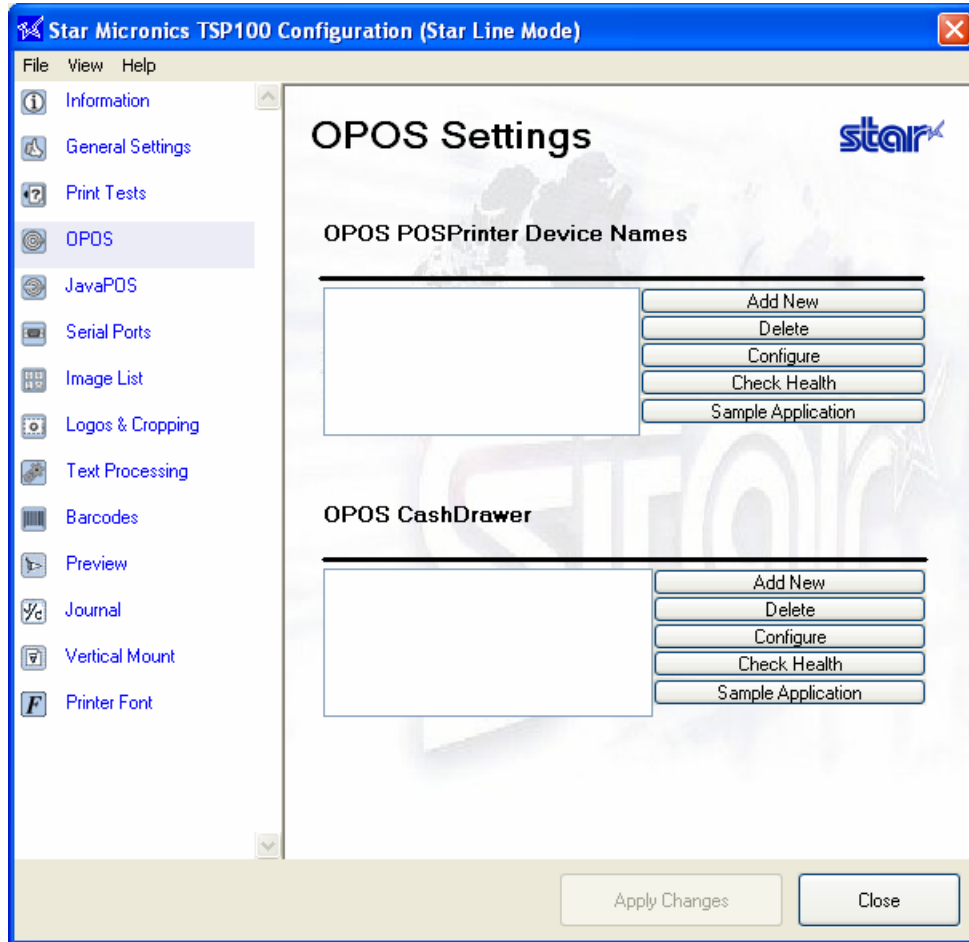 Star Micronics TSP100 Configuration (Star Line Mode)
File View Help
Information
General Settings
Print Tests
OPOS
JavaPOS
Serial Ports
Image List
Logos & Cropping
Text Processing
Barcodes
Preview
Journal
Vertical Mount
Printer Font
OPOS Settings
star
OPOS POSPrinter Device Names
Add New
Delete
Configure
Check Health
Sample Application
OPOS CashDrawer
Add New
Delete
Configure
Check Health
Sample Application
star
Apply Changes
Close